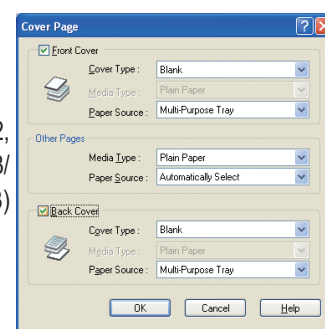 Cover Page
Front Cover
Cover Type : Blank
Media Type : Plain Paper
Paper Source : Multi-Purpose Tray
Other Pages
Media Type : Plain Paper
Paper Source : Automatically Select
Back Cover
Cover Type : Blank
Media Type : Plain Paper
Paper Source : Multi-Purpose Tray
OK Cancel Help